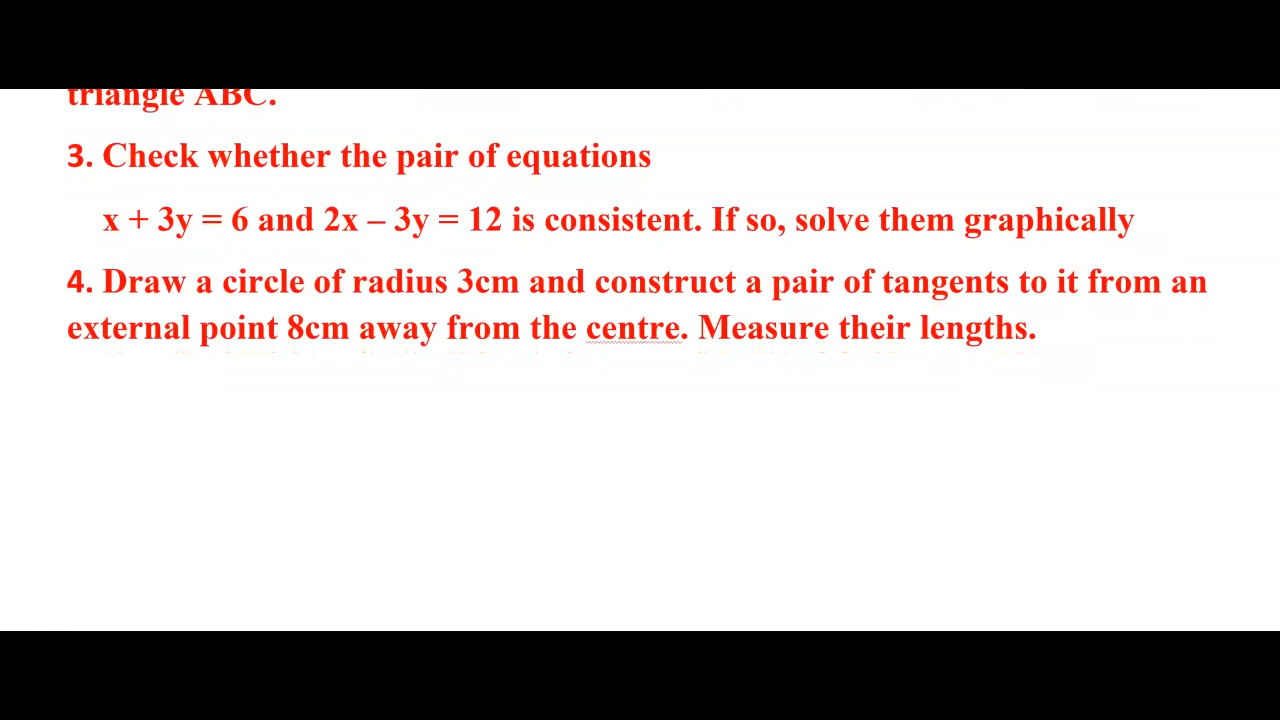 triangle ABC.
3. Check whether the pair of equations
x + 3y = 6 and 2x – 3y = 12 is consistent. If so, solve them graphically
4. Draw a circle of radius 3cm and construct a pair of tangents to it from an
external point 8cm away from the centre. Measure their lengths.